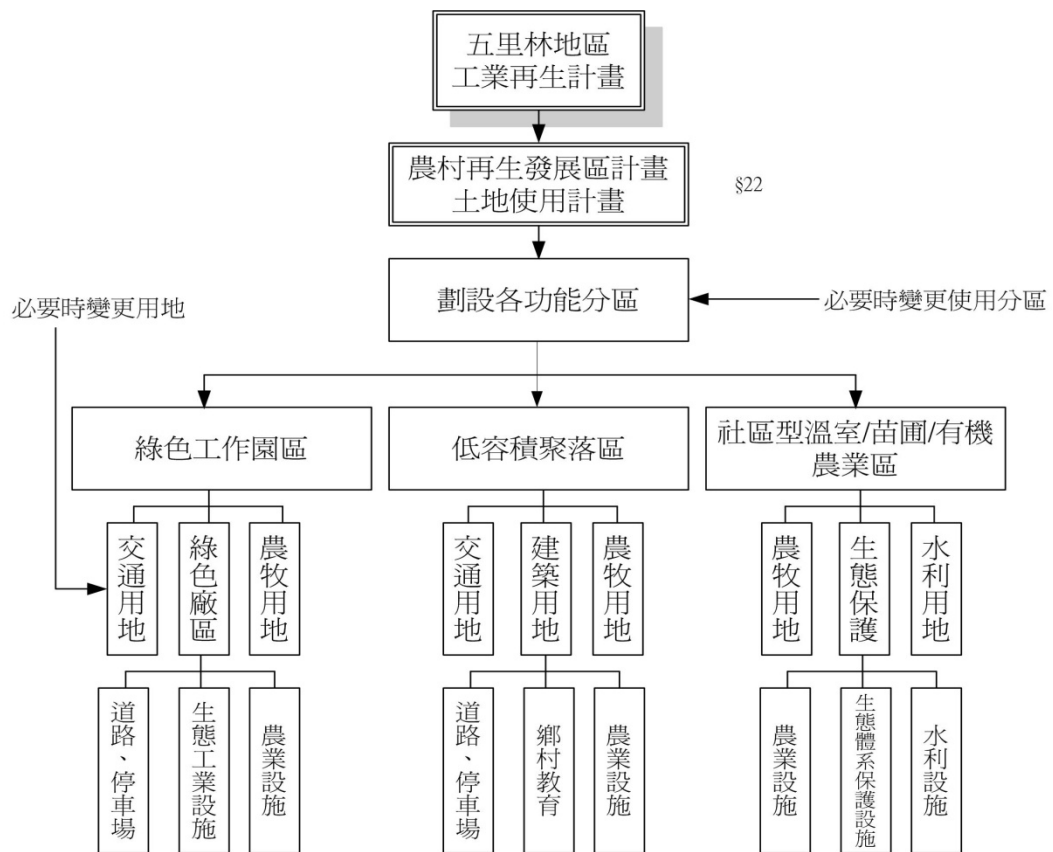 五里林地區
工業再生計畫
農村再生發展區計畫
土地使用計畫
§22
劃設各功能分區
必要時變更用地
必要時變更使用分區
綠色工作園區
低容積聚落區
社區型溫室/苗圃/有機
農業區
交通用地
綠色廠區
農牧用地
交通用地
建築用地
農牧用地
農牧用地
生態保護
水利用地
道路、停車場
生態工業設施
農業設施
道路、停車場
鄉村教育
農業設施
農業設施
生態體系保護設施
水利設施